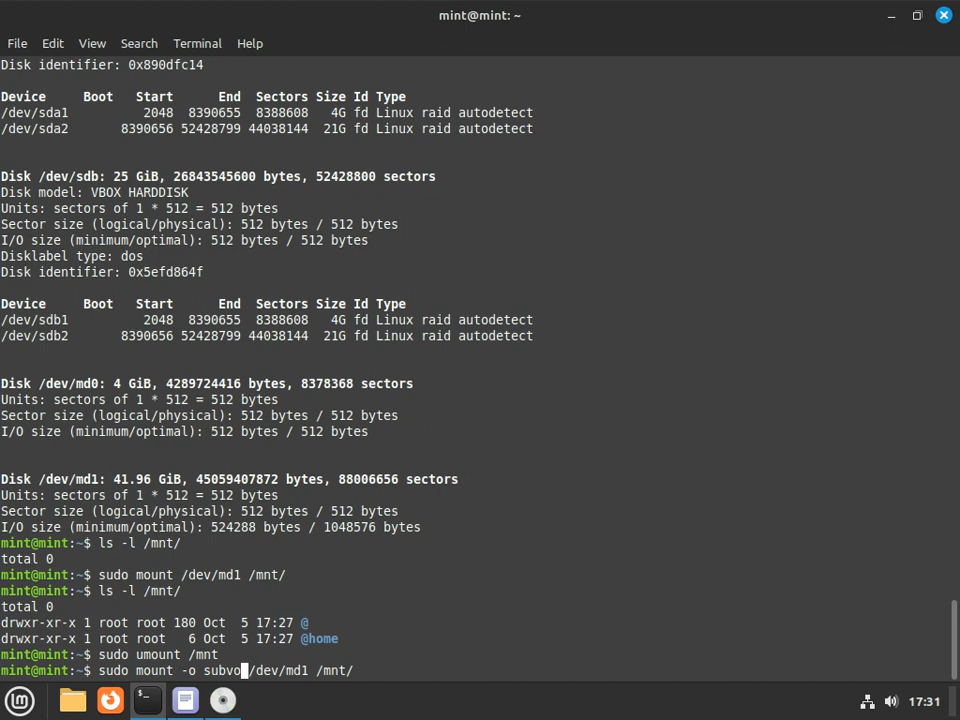 mint@mint: ~
File Edit View Search Terminal Help
Disk identifier: 0x890dfc14
Device     Boot   Start      End  Sectors Size Id Type
/dev/sda1          2048  8390655  8388608   4G fd Linux raid autodetect
/dev/sda2       8390656 52428799 44038144  21G fd Linux raid autodetect
Disk /dev/sdb: 25 GiB, 26843545600 bytes, 52428800 sectors
Disk model: VBOX HARDDISK
Units: sectors of 1 * 512 = 512 bytes
Sector size (logical/physical): 512 bytes / 512 bytes
I/O size (minimum/optimal): 512 bytes / 512 bytes
Disklabel type: dos
Disk identifier: 0x5efd864f
Device     Boot   Start      End  Sectors Size Id Type
/dev/sdb1          2048  8390655  8388608   4G fd Linux raid autodetect
/dev/sdb2       8390656 52428799 44038144  21G fd Linux raid autodetect
Disk /dev/md0: 4 GiB, 4289724416 bytes, 8378368 sectors
Units: sectors of 1 * 512 = 512 bytes
Sector size (logical/physical): 512 bytes / 512 bytes
I/O size (minimum/optimal): 512 bytes / 512 bytes
Disk /dev/md1: 41.96 GiB, 45059407872 bytes, 88006656 sectors
Units: sectors of 1 * 512 = 512 bytes
Sector size (logical/physical): 512 bytes / 512 bytes
I/O size (minimum/optimal): 524288 bytes / 1048576 bytes
mint@mint:~$ ls -l /mnt/
total 0
mint@mint:~$ sudo mount /dev/md1 /mnt/
mint@mint:~$ ls -l /mnt/
total 0
drwxr-xr-x 1 root root 180 Oct  5 17:27 @
drwxr-xr-x 1 root root   6 Oct  5 17:27 @home
mint@mint:~$ sudo umount /mnt
mint@mint:~$ sudo mount -o subvo /dev/md1 /mnt/
17:31